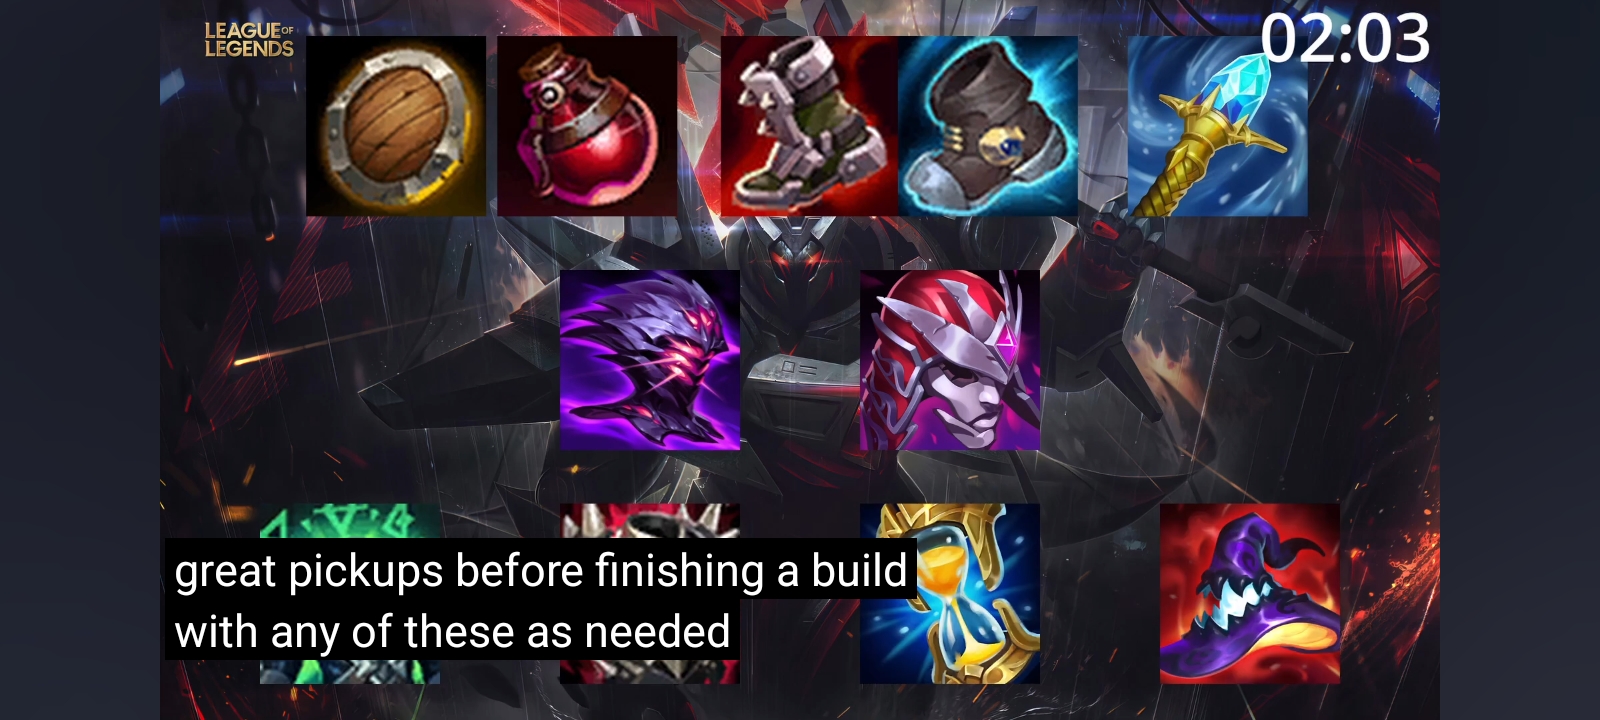 LEAGUE OF
LEGENDS
02:03
great pickups before finishing a build
with any of these as needed